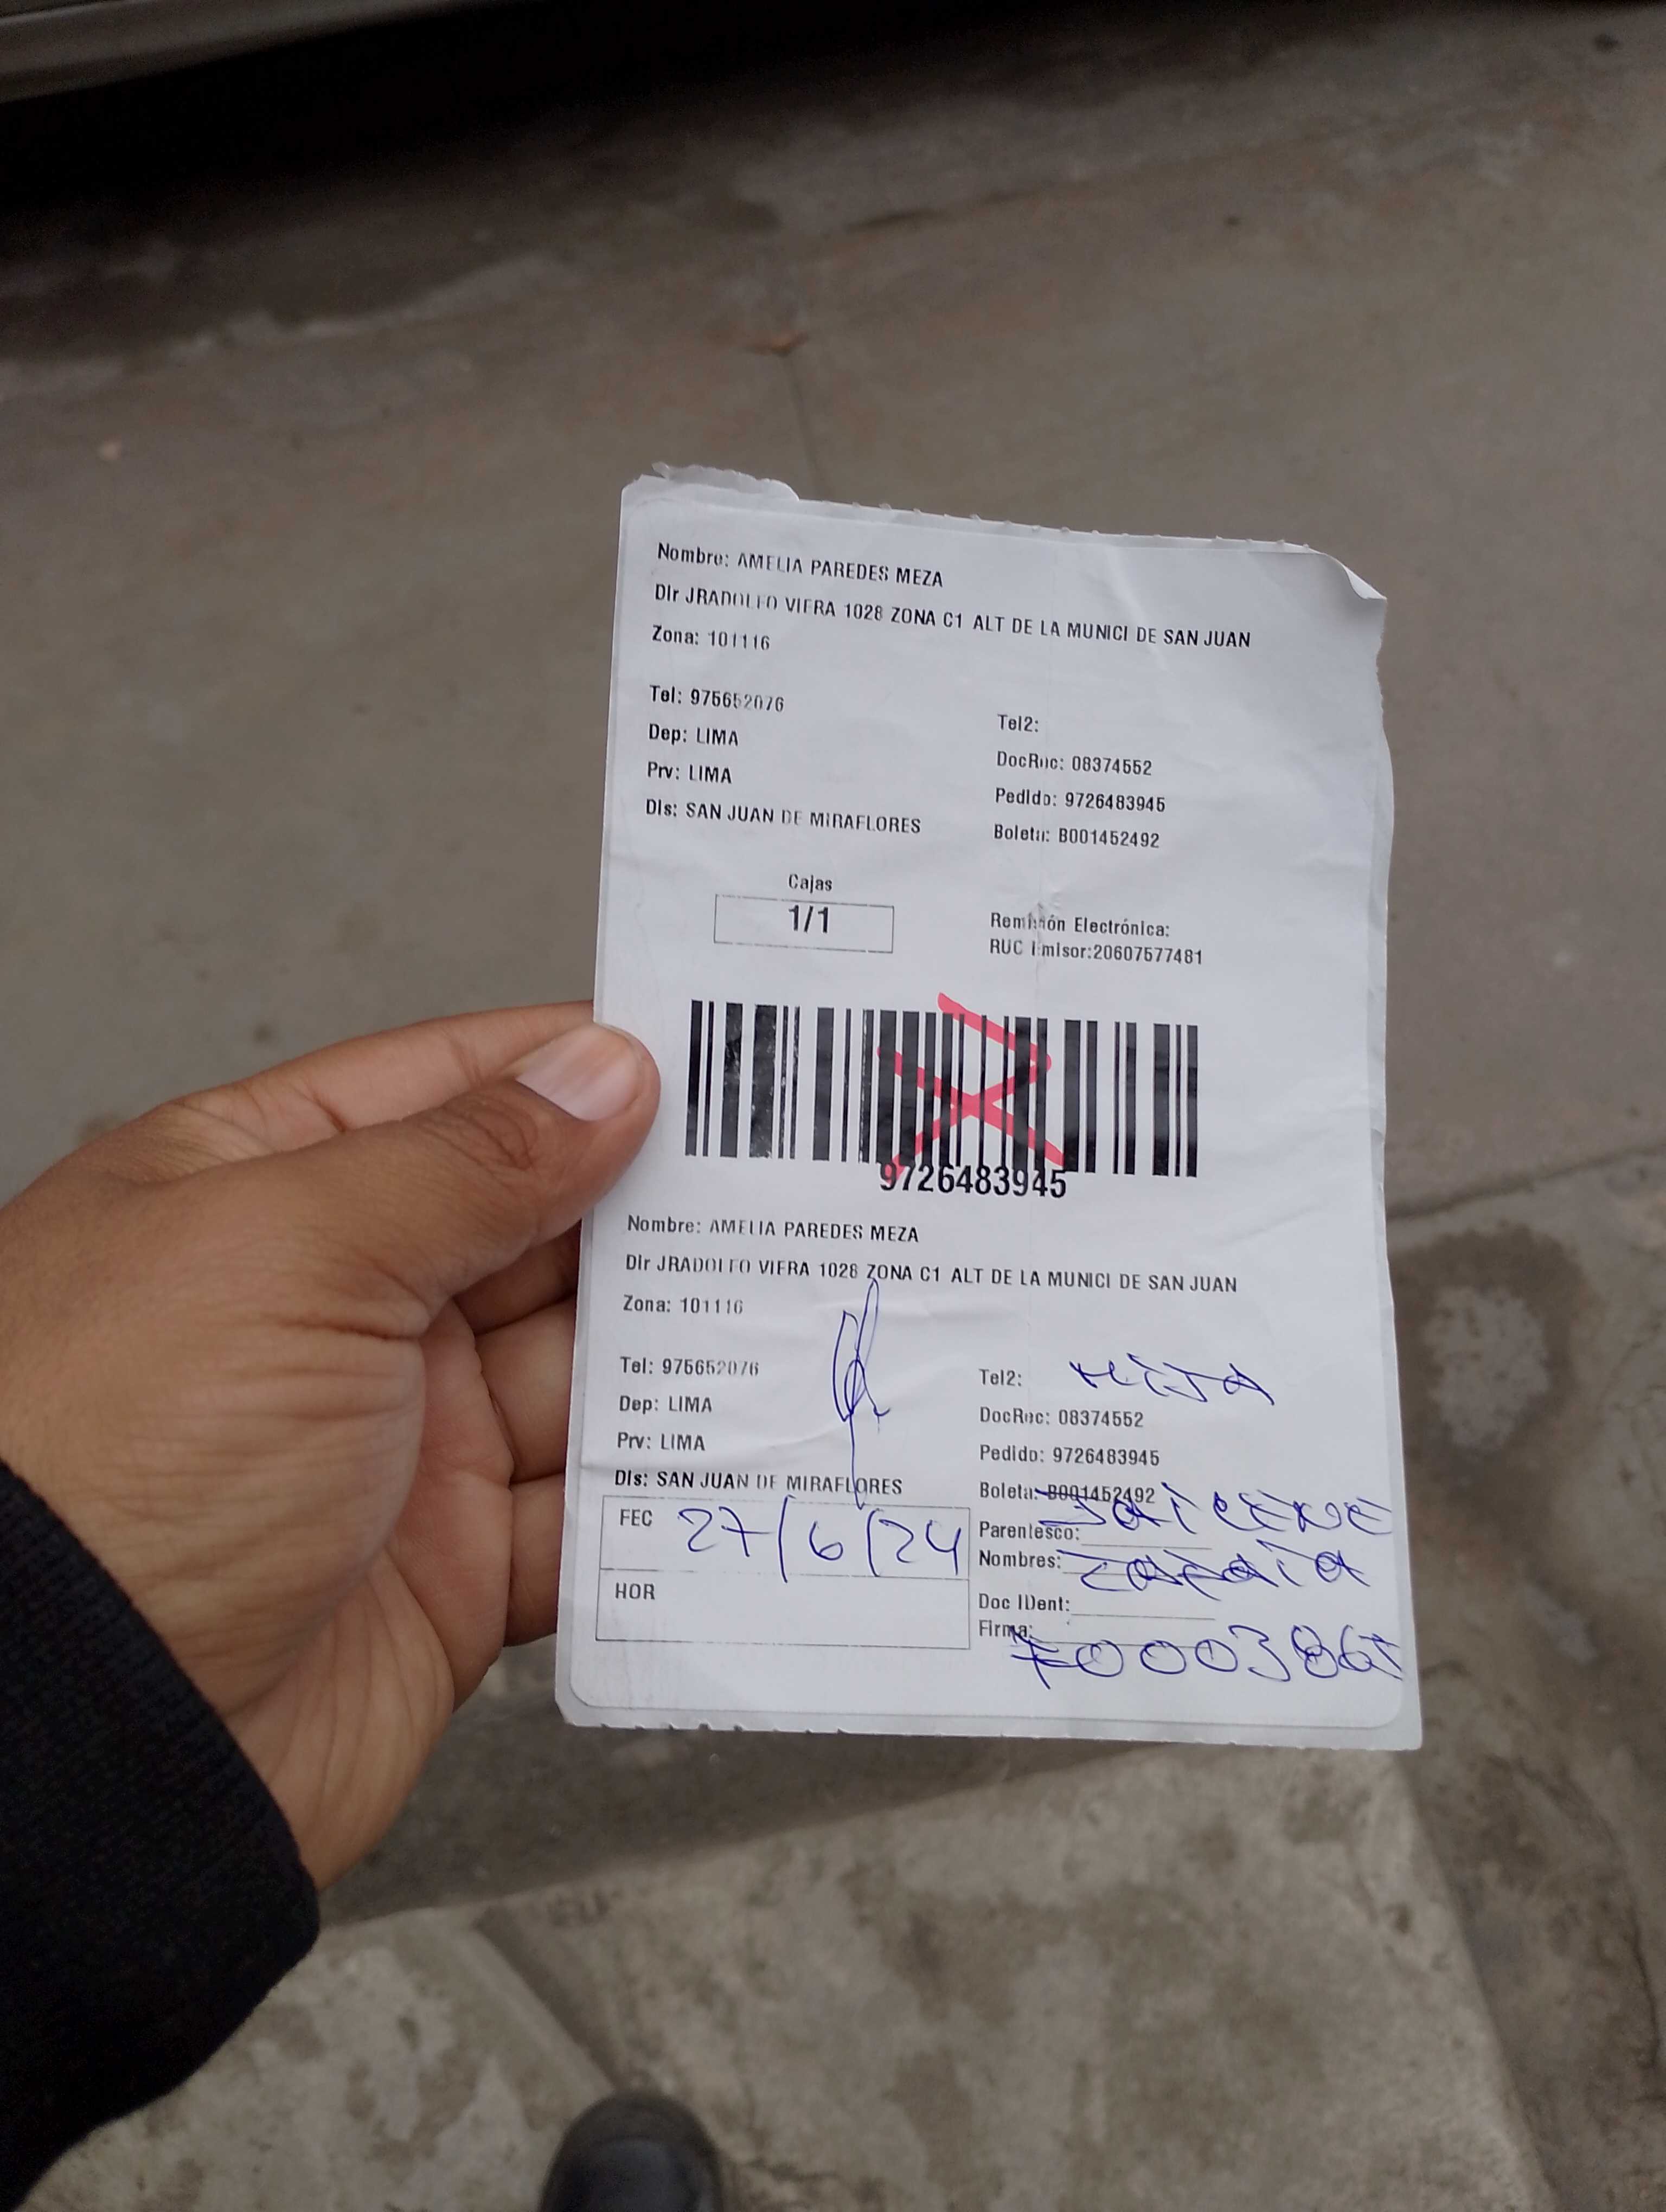 Nombre: AMELIA PAREDES MEZA
Dir JRADOLFO VIERA 1028 ZONA C1 ALT DE LA MUNICI DE SAN JUAN
Zona: 101116
Tel: 975652076
Tel2:
Dep: LIMA
DocRuc: 08374552
Prv: LIMA
Pedido: 9726483945
Dis: SAN JUAN DE MIRAFLORES
Boleta: B001452492
Cajas
1/1
Remisión Electrónica:
RUC Emisor:20607577481
9726483945
Nombre: AMELIA PAREDES MEZA
Dir JRADOLFO VIERA 1028 ZONA C1 ALT DE LA MUNICI DE SAN JUAN
Zona: 101116
Tel: 975652076
Tel2: HIJA
Dep: LIMA
DocRuc: 08374552
Prv: LIMA
Pedido: 9726483945
Dis: SAN JUAN DE MIRAFLORES
Boleta: B001452492
FEC 27/6/24
Parentesco:
Nombres:
HOR
Doc IDent:
Firma: